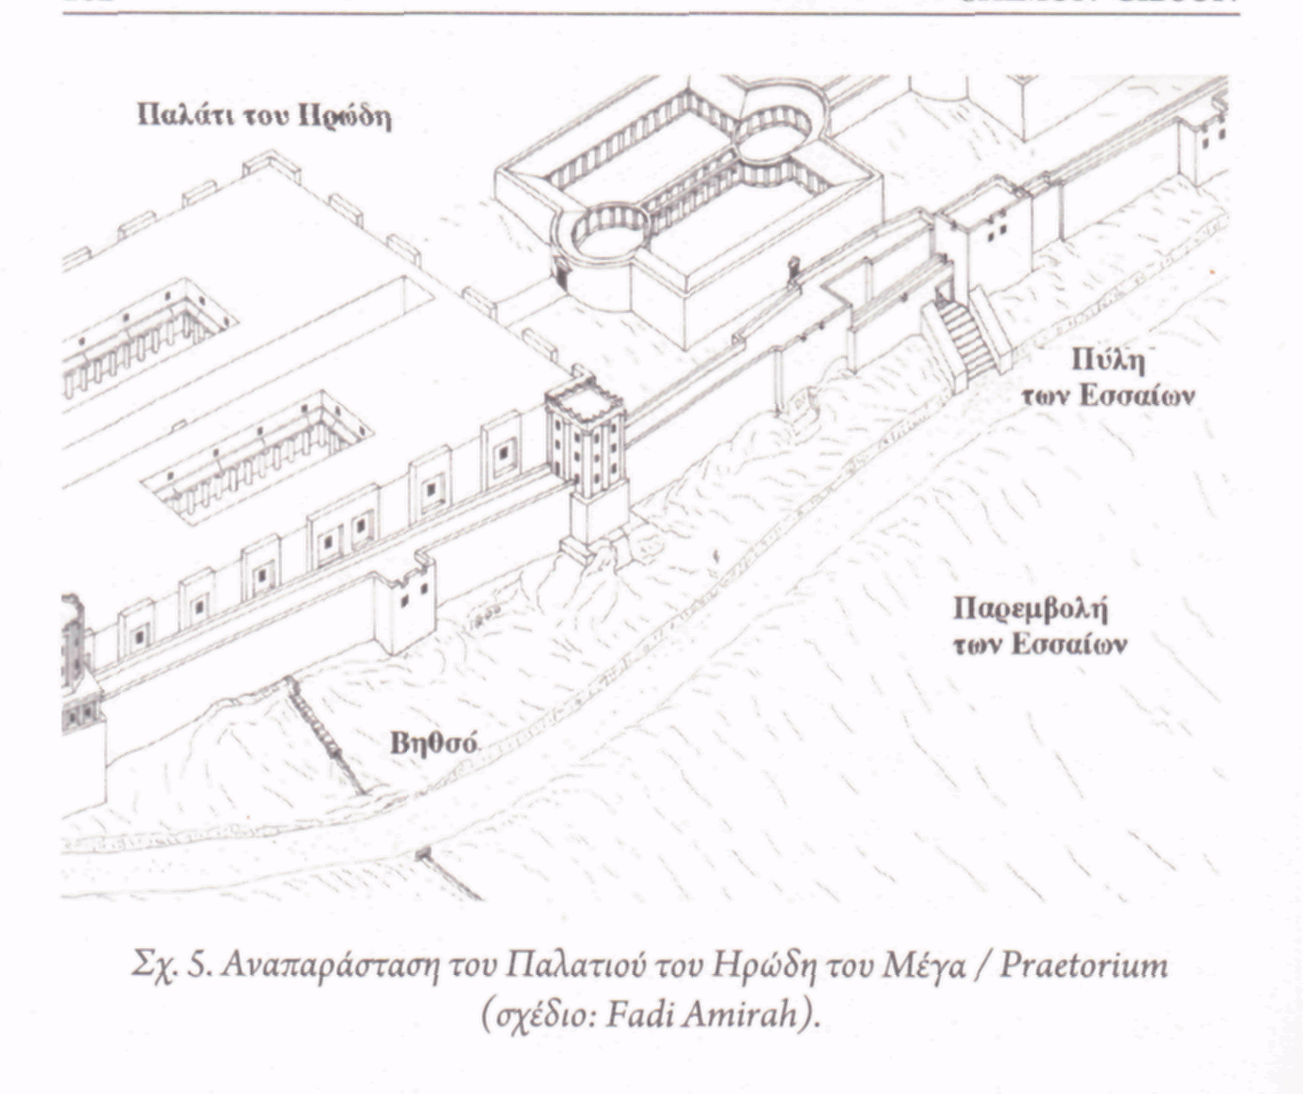 Παλάτι του Ηρώδη
Πύλη
των Εσσαίων
Παρεμβολή
των Εσσαίων
Βηθσό
Σχ. 5. Αναπαράσταση του Παλατιού του Ηρώδη του Μέγα / Praetorium
(σχέδιο: Fadi Amirah).